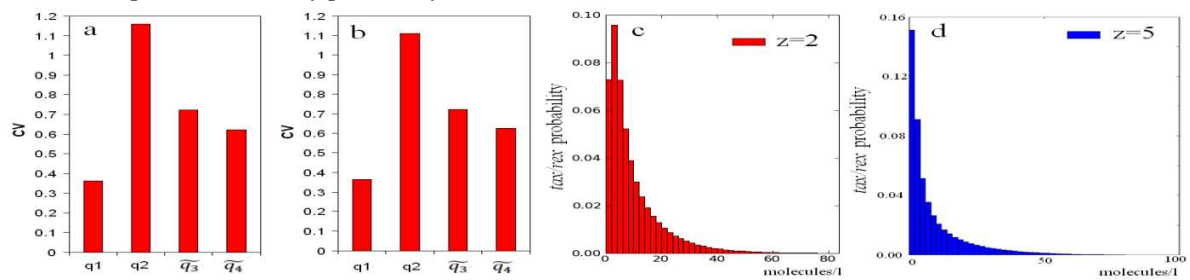 a
1.2
1.1
1
0.9
0.8
0.7
0.6
0.5
0.4
0.3
0.2
0.1
0
CV
q1 q2 q̃3 q̃4
b
1.2
1.1
1
0.9
0.8
0.7
0.6
0.5
0.4
0.3
0.2
0.1
0
CV
q1 q2 q̃3 q̃4
c
z=2
0.10
0.08
0.06
0.04
0.02
0.00
tax/rex probability
0 20 40 60 80
molecules/l
d
z=5
0.16
0.12
0.08
0.04
0.00
tax/rex probability
0 50 100
molecules/l